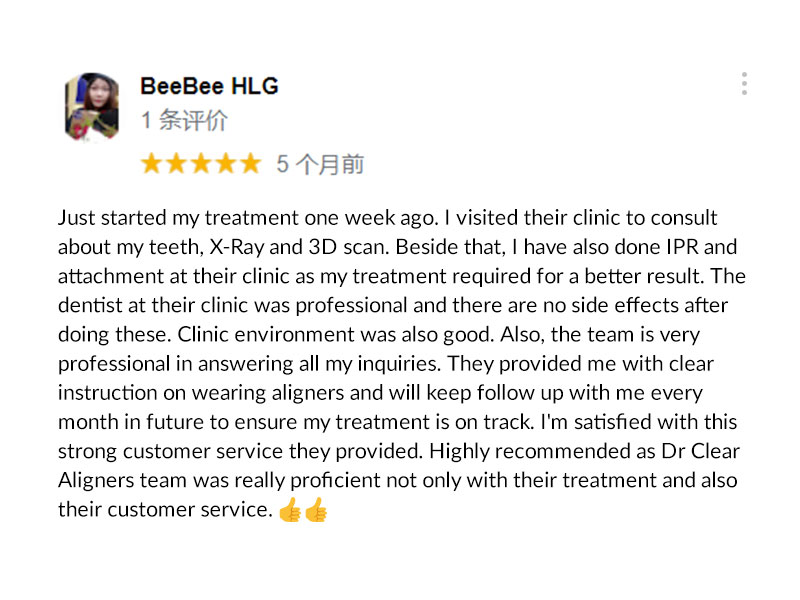 BeeBee HLG
1 条评价
5 个月前
Just started my treatment one week ago. I visited their clinic to consult
about my teeth, X-Ray and 3D scan. Beside that, I have also done IPR and
attachment at their clinic as my treatment required for a better result. The
dentist at their clinic was professional and there are no side effects after
doing these. Clinic environment was also good. Also, the team is very
professional in answering all my inquiries. They provided me with clear
instruction on wearing aligners and will keep follow up with me every
month in future to ensure my treatment is on track. I'm satisfied with this
strong customer service they provided. Highly recommended as Dr Clear
Aligners team was really proficient not only with their treatment and also
their customer service. 👍👍